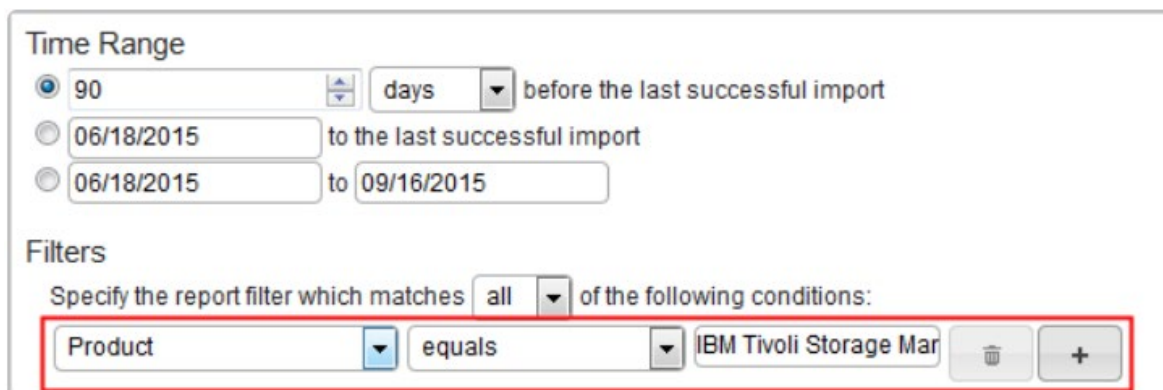 Time Range
90 days before the last successful import
06/18/2015 to the last successful import
06/18/2015 to 09/16/2015
Filters
Specify the report filter which matches all of the following conditions:
Product equals IBM Tivoli Storage Mar +